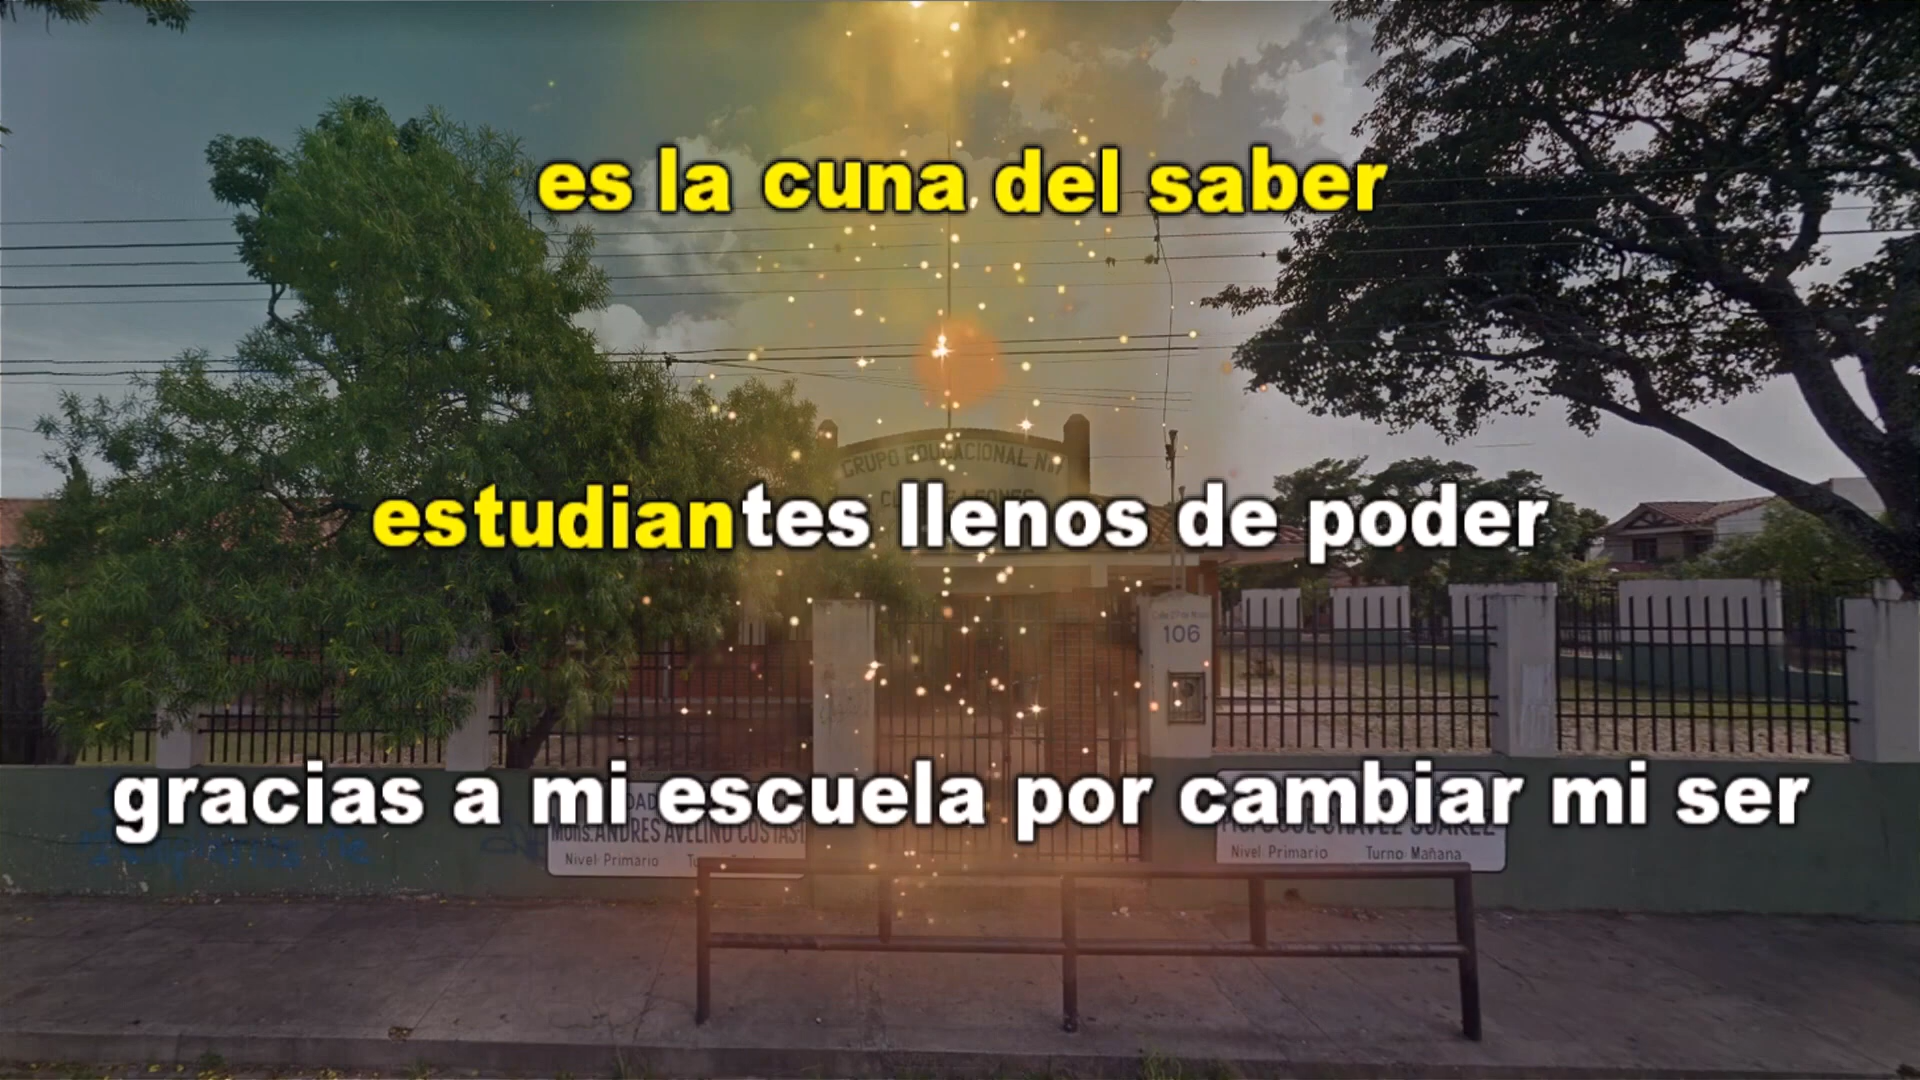 es la cuna del saber
GRUPO EDUCACIONAL
estudiantes llenos de poder
106
gracias a mi escuela por cambiar mi ser
Mons. ANDRES AVELINO COSTAS
Nivel Primario
Nivel Primario Turno Mañana